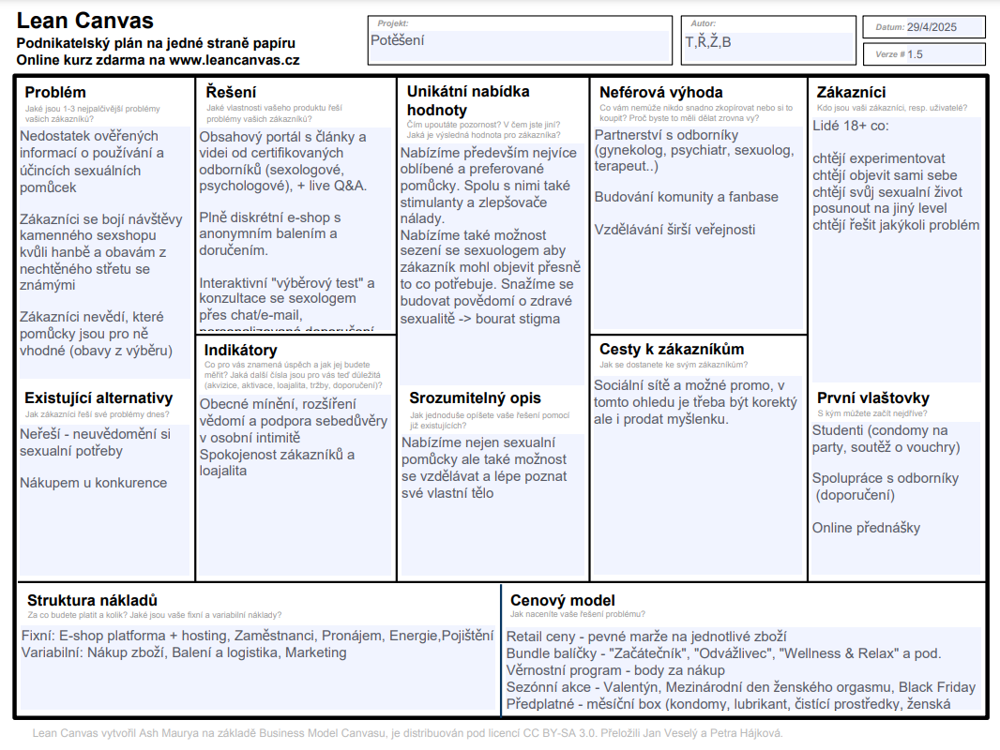 Lean Canvas
Podnikatelský plán na jedné straně papíru
Online kurz zdarma na www.leancanvas.cz
Projekt:
Potěšení
Autor:
T,Ř,Ž,B
Datum: 29/4/2025
Verze # 1.5
Problém
Jaké jsou 1-3 nejpalčivější problémy
vašich zákazníků?
Nedostatek ověřených
informací o používání a
účincích sexuálních
pomůcek
Zákazníci se bojí návštěvy
kamenného sexshopu
kvůli hanbě a obavám z
nechtěného střetu se
známými
Zákazníci nevědí, které
pomůcky jsou pro ně
vhodné (obavy z výběru)
Existující alternativy
Jak zákazníci řeší své problémy dnes?
Neřeší - neuvědomění si
sexuální potřeby
Nákupem u konkurence
Řešení
Jaké vlastnosti vašeho produktu řeší
problémy vašich zákazníků?
Obsahový portál s články a
videi od certifikovaných
odborníků (sexologové,
psychologové), + live Q&A.
Plně diskrétní e-shop s
anonymním balením a
doručením.
Interaktivní "výběrový test" a
konzultace se sexologem
přes chat/e-mail,
personalizované doporučení
Indikátory
Co pro vás znamená úspěch a jak jej budete
měřit? Jaká další čísla jsou pro vás teď důležitá
(akvizice, aktivace, loajalita, tržby, doporučení)?
Obecné mínění, rozšíření
vědomí a podpora sebedůvěry
v osobní intimitě
Spokojenost zákazníků a
loajalita
Unikátní nabídka
hodnoty
Čím upoutáte pozornost? V čem jste jiní?
Jaká je výsledná hodnota pro zákazníka?
Nabízíme především nejvíce
oblíbené a preferované
pomůcky. Spolu s nimi také
stimulanty a zlepšovače
nálady.
Nabízíme také možnost
sezení se sexuologem aby
zákazník mohl objevit přesně
to co potřebuje. Snažíme se
budovat povědomí o zdravé
sexualitě -> bourat stigma
Srozumitelný opis
Jak jednoduše opíšete vaše řešení pomocí
již existujících?
Nabízíme nejen sexualní
pomůcky ale také možnost
se vzdělávat a lépe poznat
své vlastní tělo
Neférová výhoda
Co vám nemůže nikdo snadno zkopírovat nebo si to
koupit? Proč byste to měli dělat zrovna vy?
Partnerství s odborníky
(gynekolog, psychiatr, sexuolog,
terapeut..)
Budování komunity a fanbase
Vzdělávání širší veřejnosti
Cesty k zákazníkům
Jak se dostanete ke svým zákazníkům?
Sociální sítě a možné promo, v
tomto ohledu je třeba být korektý
ale i prodat myšlenku.
Zákazníci
Kdo jsou vaši zákazníci, resp. uživatelé?
Lidé 18+ co:
chtějí experimentovat
chtějí objevit sami sebe
chtějí svůj sexualní život
posunout na jiný level
chtějí řešit jakýkoli problém
První vlaštovky
S kým můžete začít nejdříve?
Studenti (condomy na
party, soutěž o vouchry)
Spolupráce s odborníky
(doporučení)
Online přednášky
Struktura nákladů
Za co budete platit a kolik? Jaké jsou vaše fixní a variabilní náklady?
Fixní: E-shop platforma + hosting, Zaměstnanci, Pronájem, Energie,Pojištění
Variabilní: Nákup zboží, Balení a logistika, Marketing
Cenový model
Jak naceníte vaše řešení problému?
Retail ceny - pevné marže na jednotlivé zboží
Bundle balíčky - "Začátečník", "Odvážlivec", "Wellness & Relax" a pod.
Věrnostní program - body za nákup
Sezónní akce - Valentýn, Mezinárodní den ženského orgasmu, Black Friday
Předplatné - měsíční box (kondomy, lubrikant, čistící prostředky, ženská
Lean Canvas vytvořil Ash Maurya na základě Business Model Canvasu, je distribuován pod licencí CC BY-SA 3.0. Přeložili Jan Veselý a Petra Hájková.